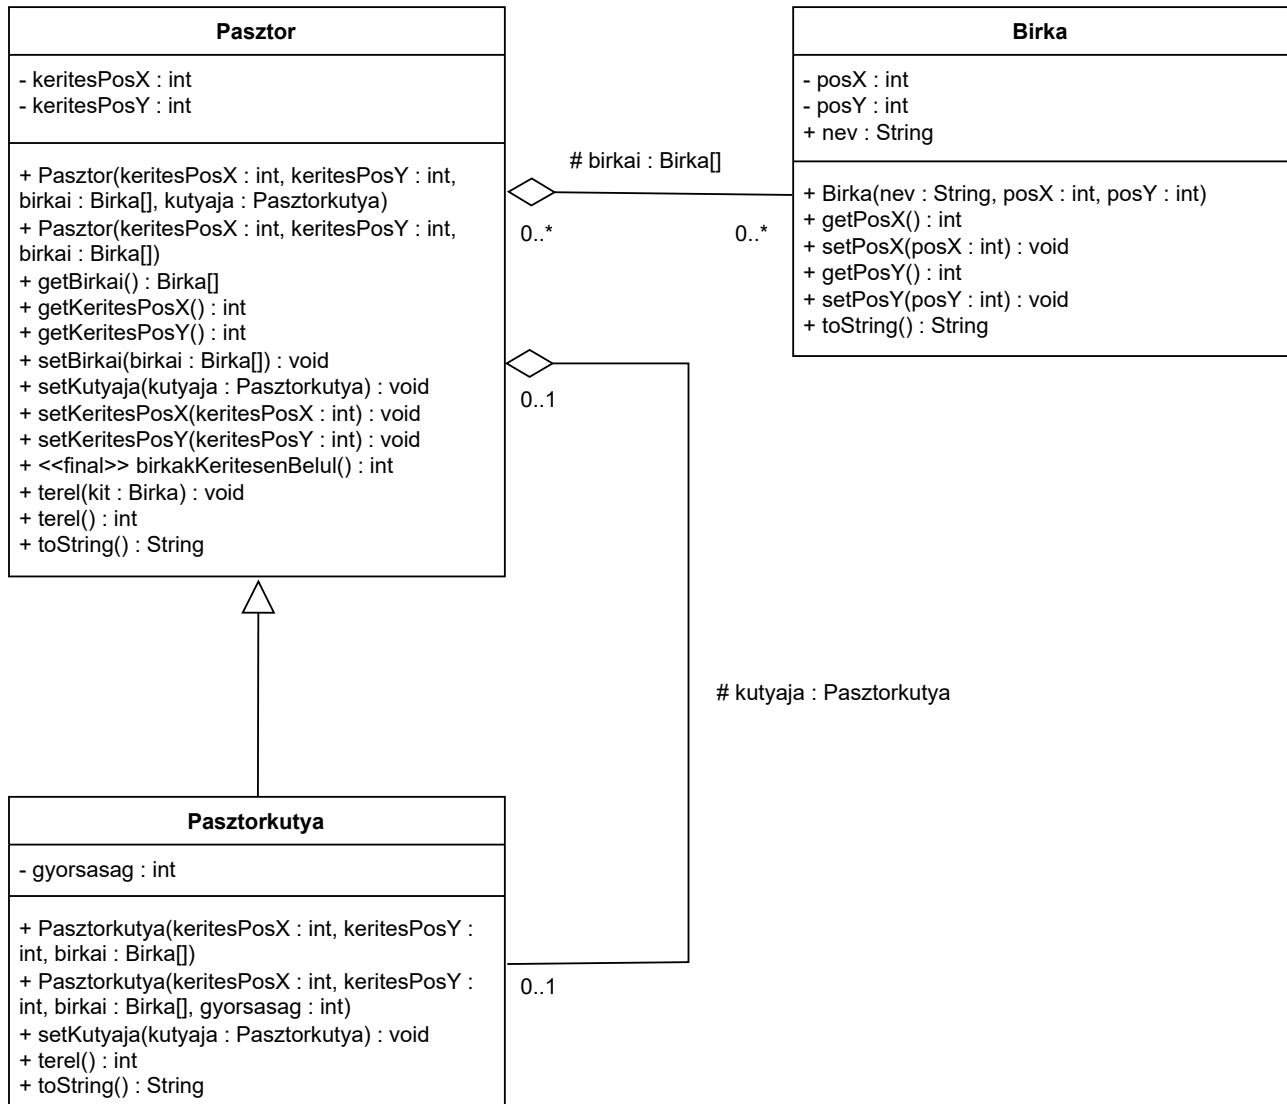 Pasztor
- keritesPosX : int
- keritesPosY : int
+ Pasztor(keritesPosX : int, keritesPosY : int,
birkai : Birka[], kutyaja : Pasztorkutya)
+ Pasztor(keritesPosX : int, keritesPosY : int,
birkai : Birka[])
+ getBirkai() : Birka[]
+ getKeritesPosX() : int
+ getKeritesPosY() : int
+ setBirkai(birkai : Birka[]) : void
+ setKutyaja(kutyaja : Pasztorkutya) : void
+ setKeritesPosX(keritesPosX : int) : void
+ setKeritesPosY(keritesPosY : int) : void
+ <<final>> birkakKeritesenBelul() : int
+ terel(kit : Birka) : void
+ terel() : int
+ toString() : String
# birkai : Birka[]
0..*
0..*
Birka
- posX : int
- posY : int
+ nev : String
+ Birka(nev : String, posX : int, posY : int)
+ getPosX() : int
+ setPosX(posX : int) : void
+ getPosY() : int
+ setPosY(posY : int) : void
+ toString() : String
0..1
# kutyaja : Pasztorkutya
0..1
Pasztorkutya
- gyorsasag : int
+ Pasztorkutya(keritesPosX : int, keritesPosY :
int, birkai : Birka[])
+ Pasztorkutya(keritesPosX : int, keritesPosY :
int, birkai : Birka[], gyorsasag : int)
+ setKutyaja(kutyaja : Pasztorkutya) : void
+ terel() : int
+ toString() : String